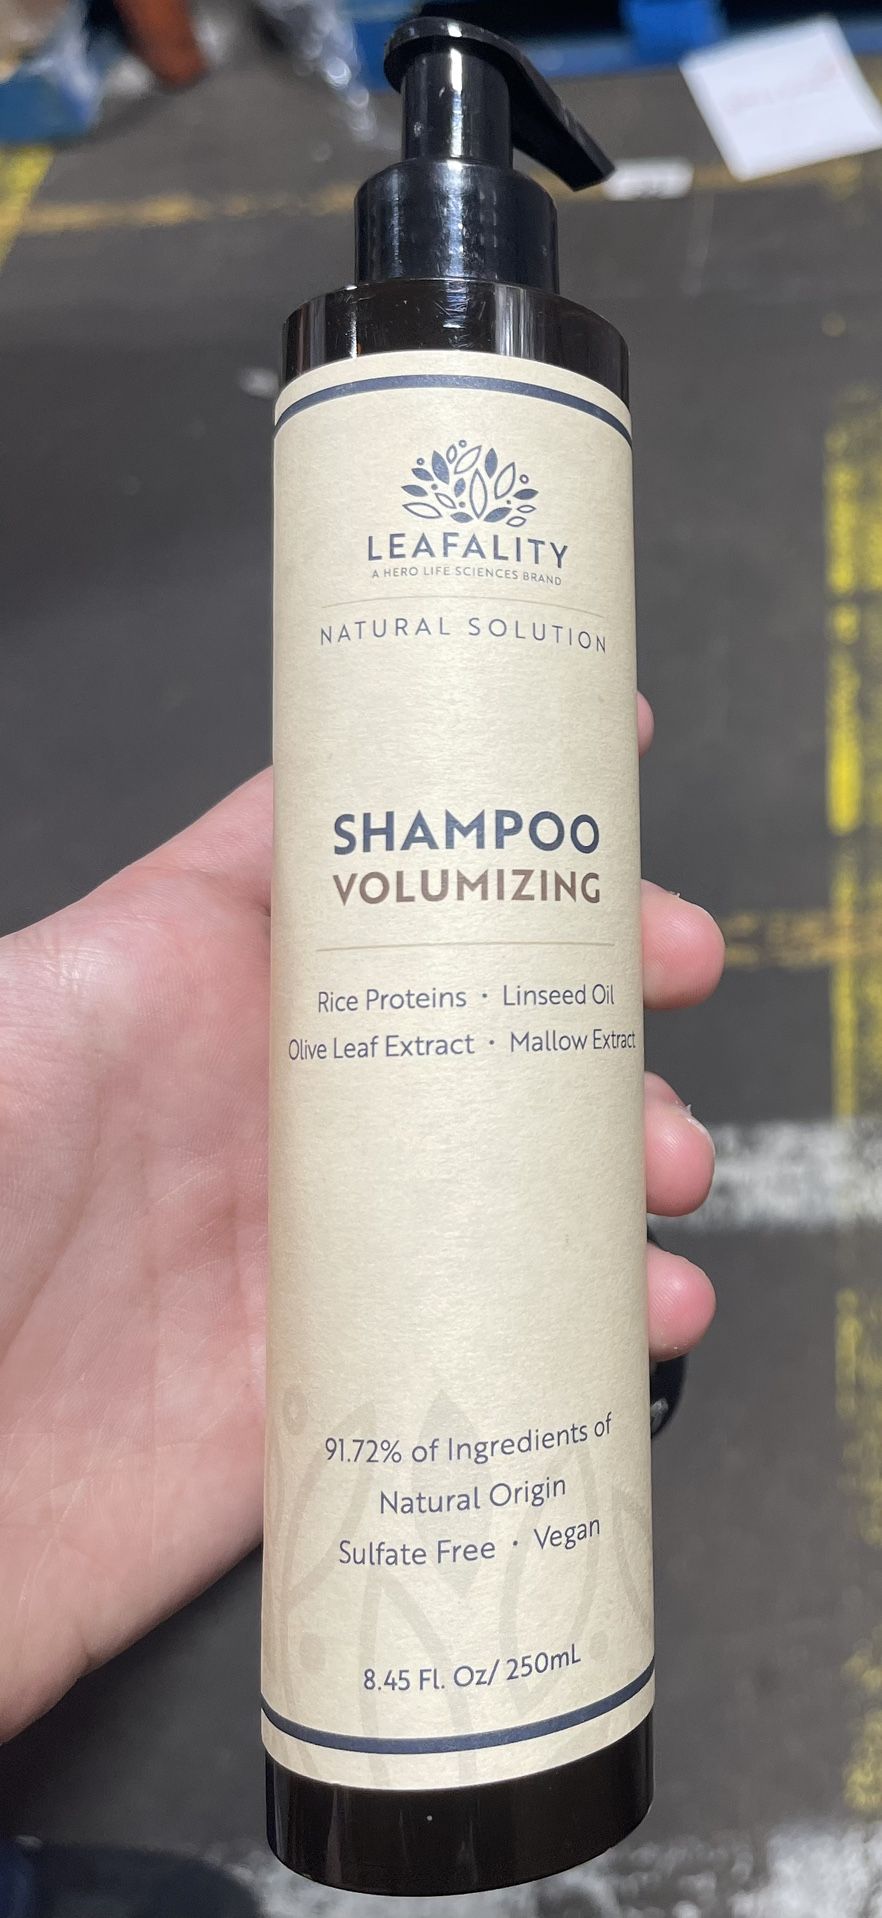 LEAFALITY
A HERO LIFE SCIENCES BRAND
NATURAL SOLUTION
SHAMPOO
VOLUMIZING
Rice Proteins · Linseed Oil
Olive Leaf Extract · Mallow Extract
91.72% of Ingredients of
Natural Origin
Sulfate Free · Vegan
8.45 Fl. Oz/ 250mL